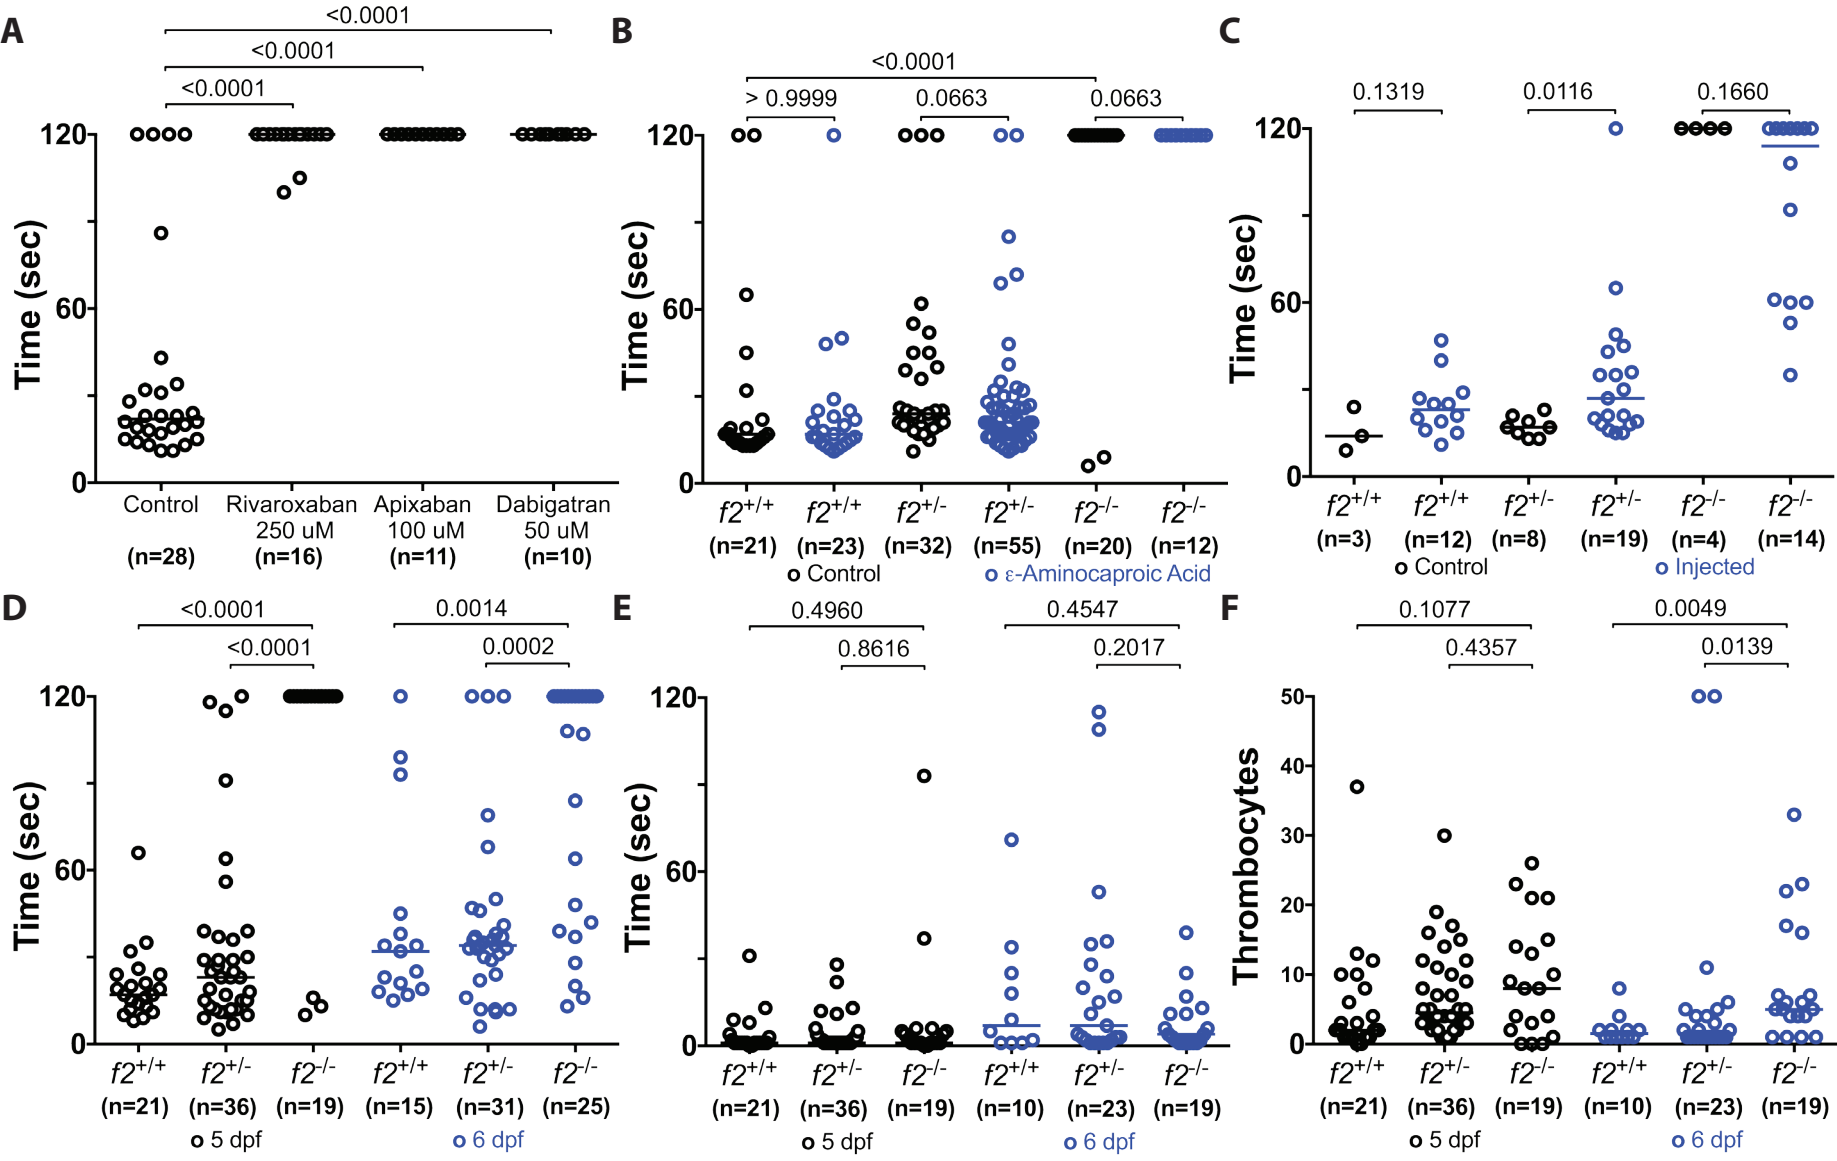 A
<0.0001
<0.0001
<0.0001
Time (sec)
120
60
0
Control
Rivaroxaban
250 uM
Apixaban
100 uM
Dabigatran
50 uM
(n=28)
(n=16)
(n=11)
(n=10)
B
<0.0001
> 0.9999
0.0663
0.0663
Time (sec)
120
60
0
f2+/+
f2+/+
f2+/-
f2+/-
f2-/-
f2-/-
(n=21)
(n=23)
(n=32)
(n=55)
(n=20)
(n=12)
Control
ε-Aminocaproic Acid
C
0.1319
0.0116
0.1660
Time (sec)
120
60
0
f2+/+
f2+/+
f2+/-
f2+/-
f2-/-
f2-/-
(n=3)
(n=12)
(n=8)
(n=19)
(n=4)
(n=14)
Control
Injected
D
<0.0001
<0.0001
0.0014
0.0002
Time (sec)
120
60
0
f2+/+
f2+/-
f2-/-
f2+/+
f2+/-
f2-/-
(n=21)
(n=36)
(n=19)
(n=15)
(n=31)
(n=25)
5 dpf
6 dpf
E
0.4960
0.8616
0.4547
0.2017
Time (sec)
120
60
0
f2+/+
f2+/-
f2-/-
f2+/+
f2+/-
f2-/-
(n=21)
(n=36)
(n=19)
(n=10)
(n=23)
(n=19)
5 dpf
6 dpf
F
0.1077
0.4357
0.0049
0.0139
Thrombocytes
50
40
30
20
10
0
f2+/+
f2+/-
f2-/-
f2+/+
f2+/-
f2-/-
(n=21)
(n=36)
(n=19)
(n=10)
(n=23)
(n=19)
5 dpf
6 dpf